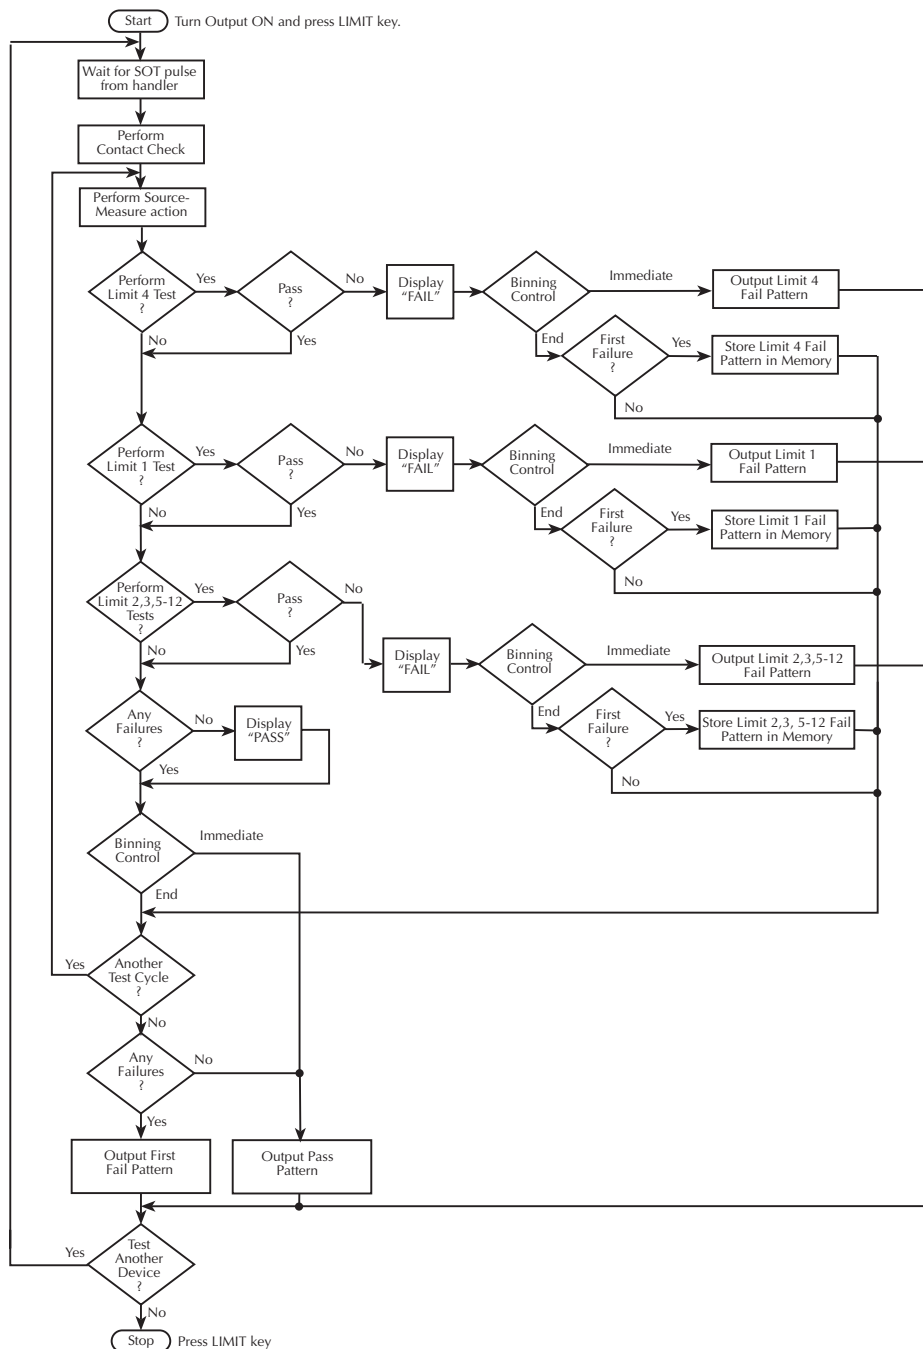 Start
Turn Output ON and press LIMIT key.
Wait for SOT pulse
from handler
Perform
Contact Check
Perform Source-
Measure action
Perform
Limit 4 Test
?
Yes
Pass
?
No
Display
“FAIL”
Binning
Control
Immediate
Output Limit 4
Fail Pattern
No
Yes
End
First
Failure
?
Yes
Store Limit 4 Fail
Pattern in Memory
No
Perform
Limit 1 Test
?
Yes
Pass
?
No
Display
“FAIL”
Binning
Control
Immediate
Output Limit 1
Fail Pattern
No
Yes
End
First
Failure
?
Yes
Store Limit 1 Fail
Pattern in Memory
No
Perform
Limit 2,3,5-12
Tests
?
Yes
Pass
?
No
Display
“FAIL”
Binning
Control
Immediate
Output Limit 2,3,5-12
Fail Pattern
No
Yes
End
First
Failure
?
Yes
Store Limit 2,3, 5-12 Fail
Pattern in Memory
No
Any
Failures
?
No
Display
“PASS”
Yes
Binning
Control
Immediate
End
Another
Test Cycle
?
Yes
No
Any
Failures
?
No
Yes
Output First
Fail Pattern
Output Pass
Pattern
Test
Another
Device
?
Yes
No
Stop
Press LIMIT key